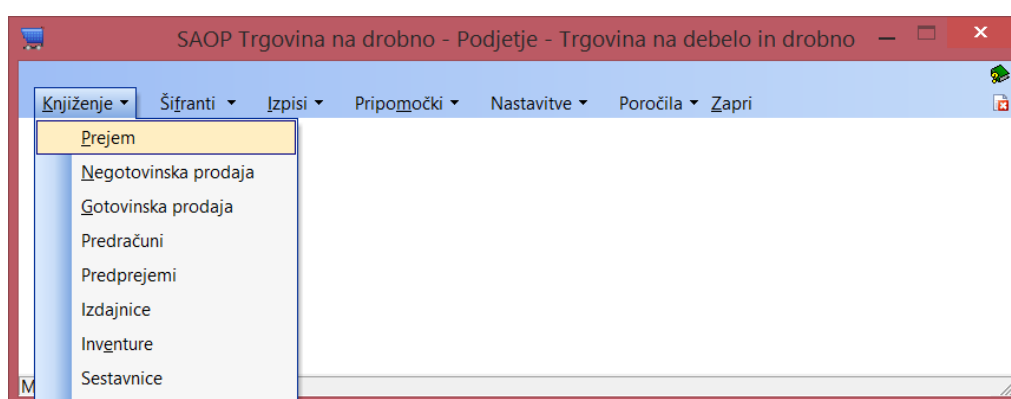 SAOP Trgovina na drobno - Podjetje - Trgovina na debelo in drobno
Knjiženje Šifranti Izpisi Pripomočki Nastavitve Poročila Zapri
Prejem
Negotovinska prodaja
Gotovinska prodaja
Predračuni
Predprejemi
Izdajnice
Inventure
Sestavnice
M